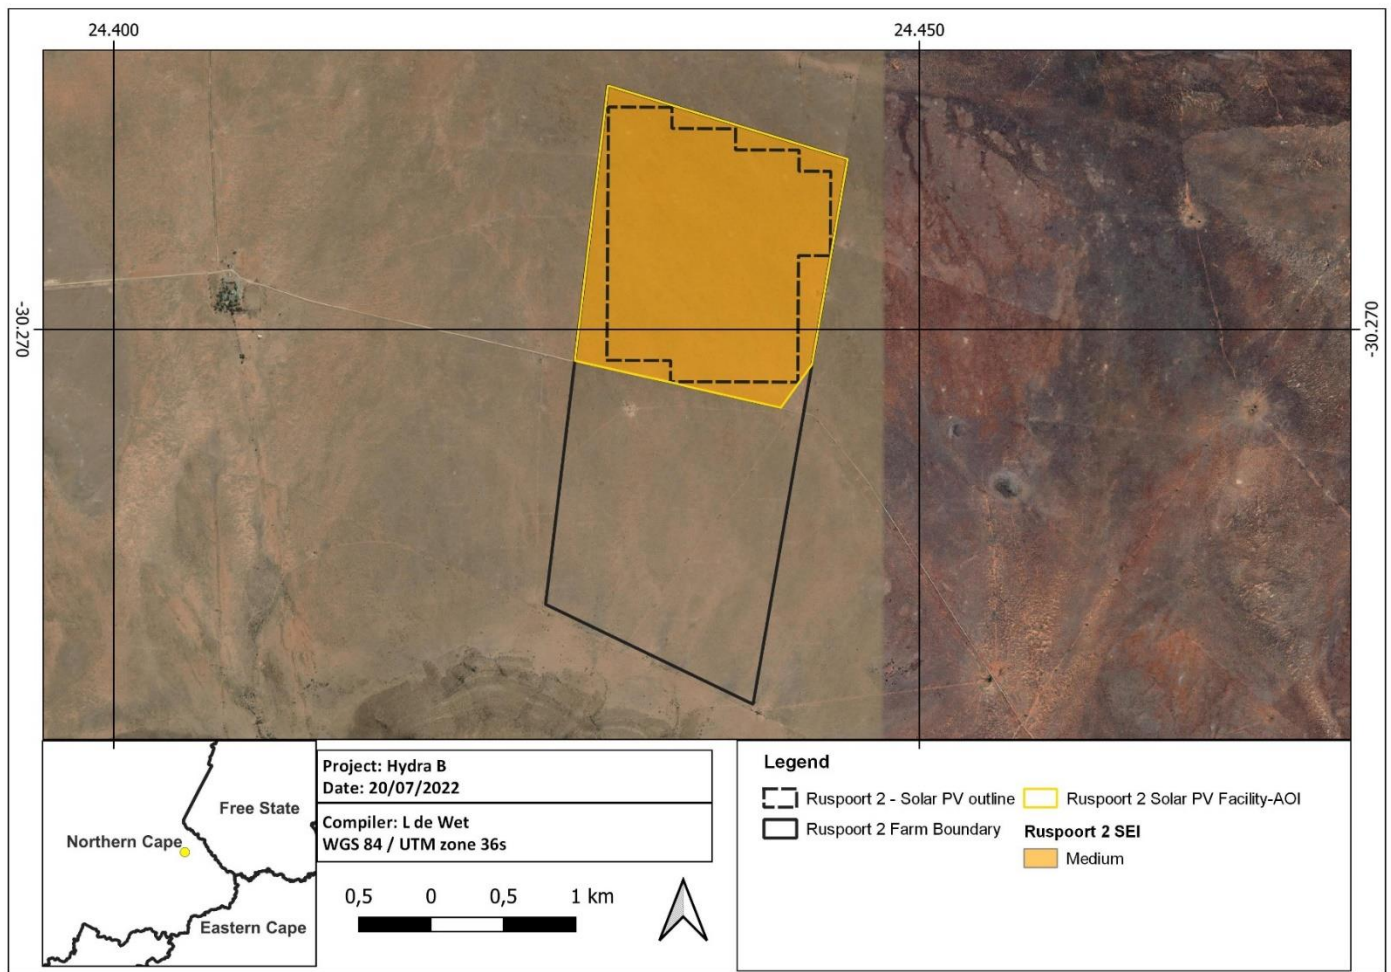 24.400
24.450
-30.270
-30.270
Northern Cape
Free State
Eastern Cape
Project: Hydra B
Date: 20/07/2022
Compiler: L de Wet
WGS 84 / UTM zone 36s
0,5
0
0,5
1 km
Legend
Ruspoort 2 - Solar PV outline
Ruspoort 2 Farm Boundary
Ruspoort 2 Solar PV Facility-AOI
Ruspoort 2 SEI
Medium